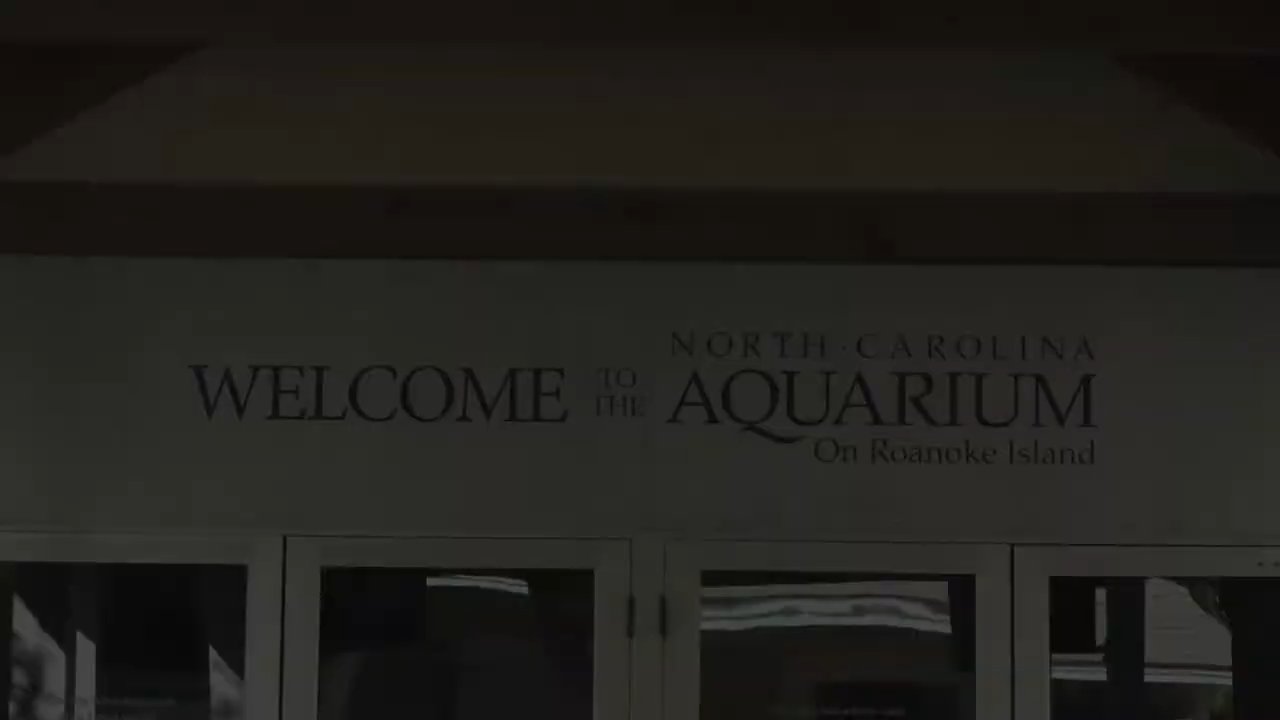 WELCOME TO THE
NORTH · CAROLINA
AQUARIUM
On Roanoke Island